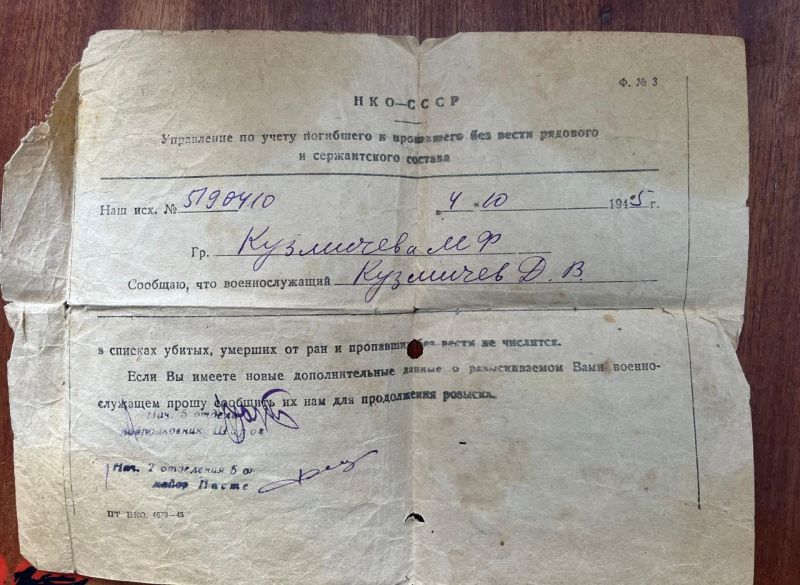 Ф. № 3
НКО—СССР
Управление по учету погибшего и пропавшего без вести рядового
и сержантского состава
Наш исх. № 5190410 „4 “ 10 1945 г.
Гр. Кузмичева М Ф
Сообщаю, что военнослужащий Кузмичев Д. В.
в списках убитых, умерших от ран и пропавших без вести не числится.
Если Вы имеете новые дополнительные данные о разыскиваемом Вами военно-
служащем прошу сообщить их нам для продолжения розыска.
Нач. 5 отдела
подполковник
Нач. 2 отделения 5 о
майор
ЦТ НКО. 4679—45